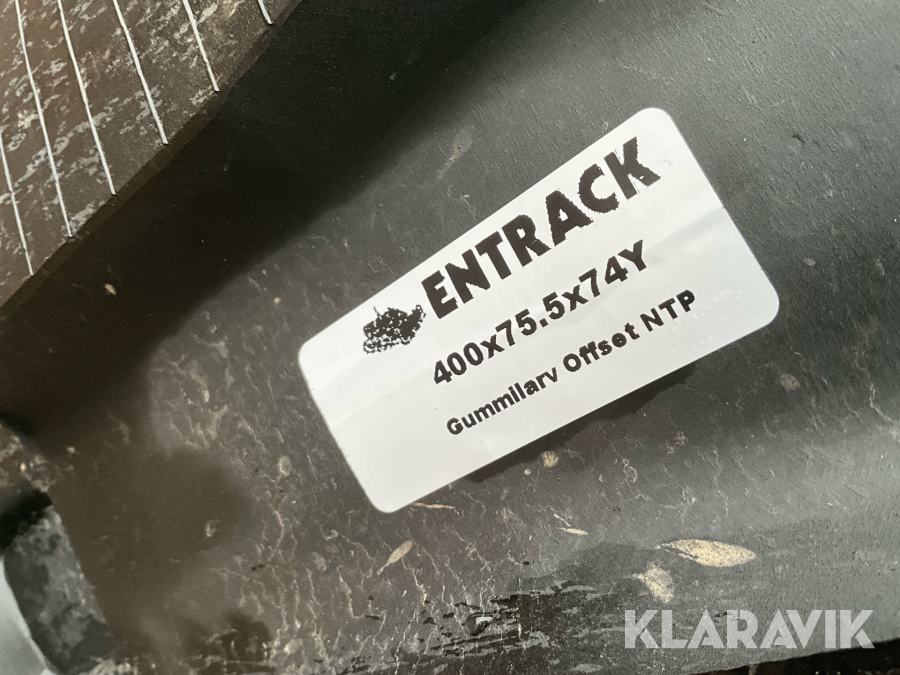 ENTRACK
400x75.5x74Y
Gummilarv Offset NTP
KLARAVIK